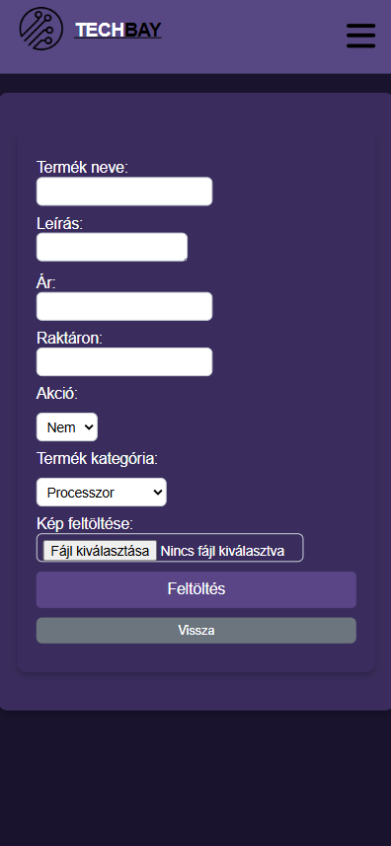 TECHBAY
Termék neve:
Leírás:
Ár:
Raktáron:
Akció:
Nem
Termék kategória:
Processzor
Kép feltöltése:
Fájl kiválasztása Nincs fájl kiválasztva
Feltöltés
Vissza